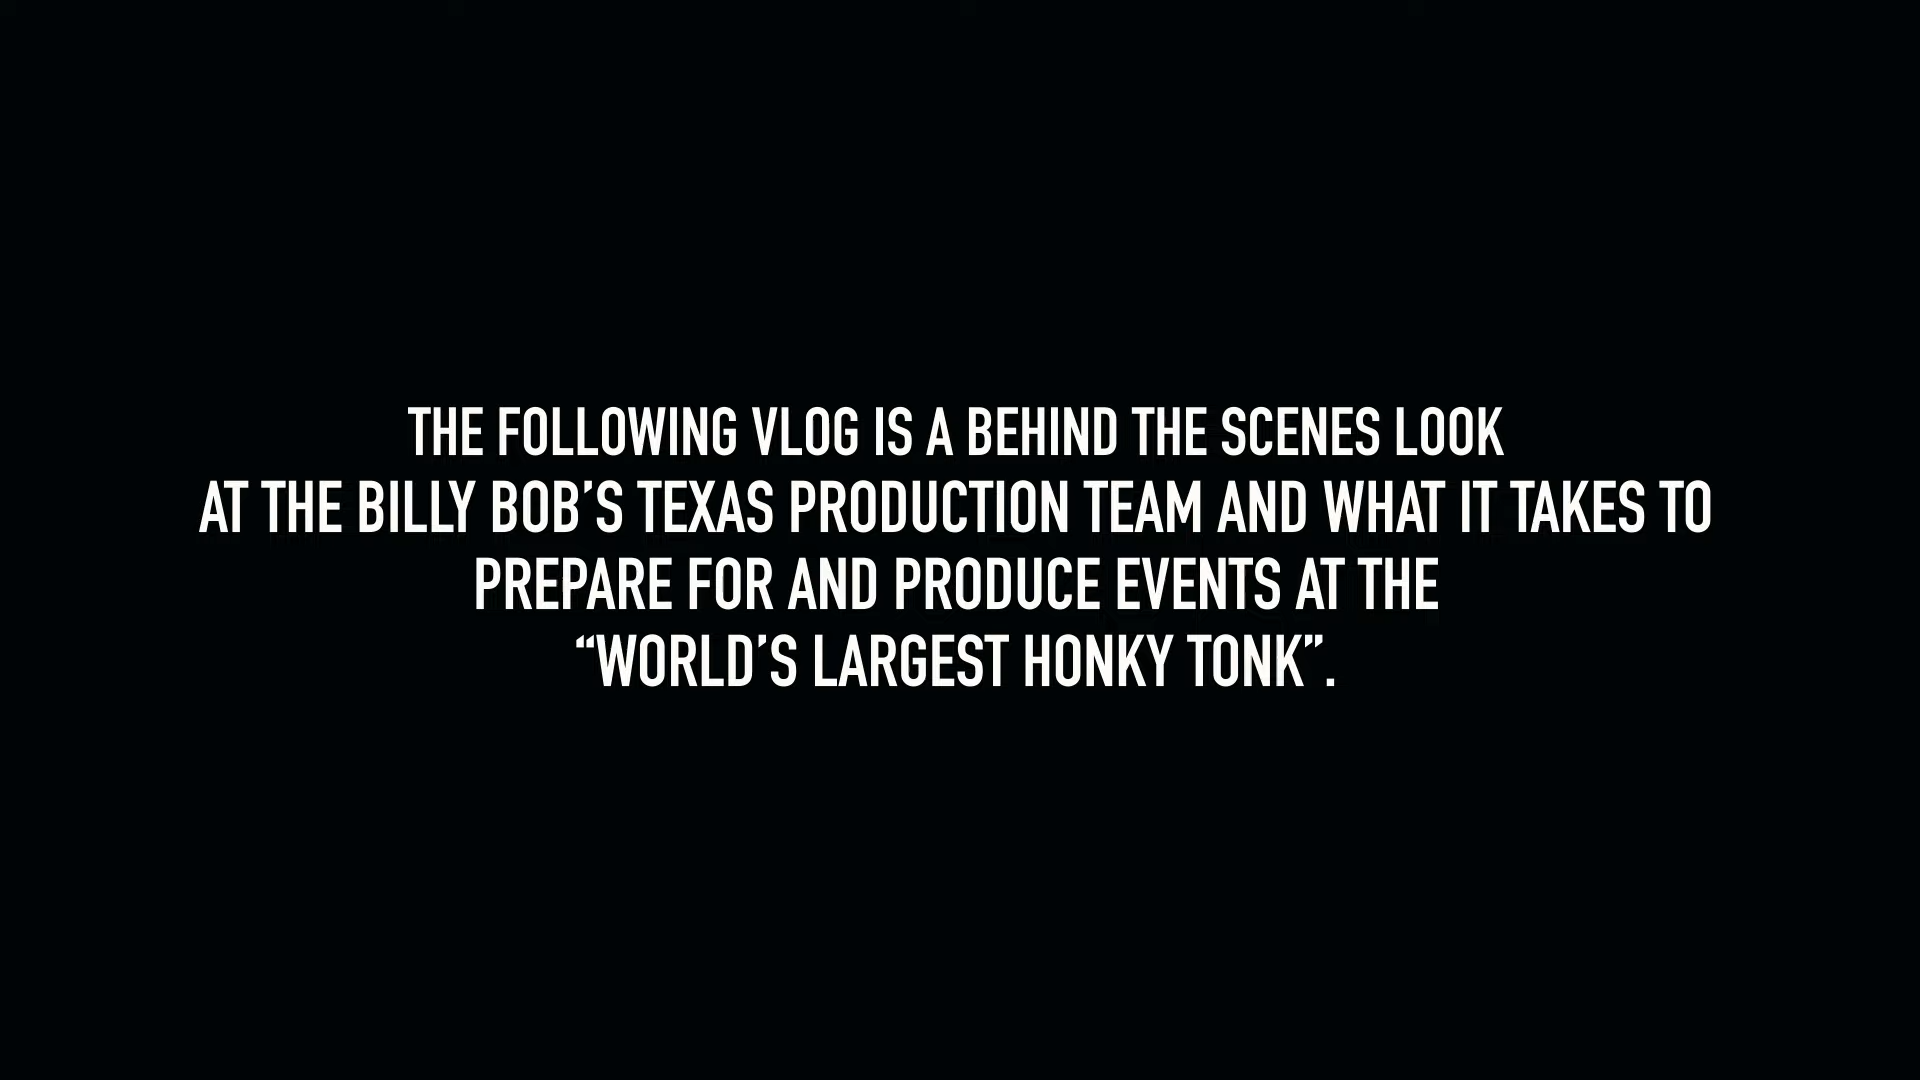 THE FOLLOWING VLOG IS A BEHIND THE SCENES LOOK
AT THE BILLY BOB’S TEXAS PRODUCTION TEAM AND WHAT IT TAKES TO
PREPARE FOR AND PRODUCE EVENTS AT THE
“WORLD’S LARGEST HONKY TONK”.